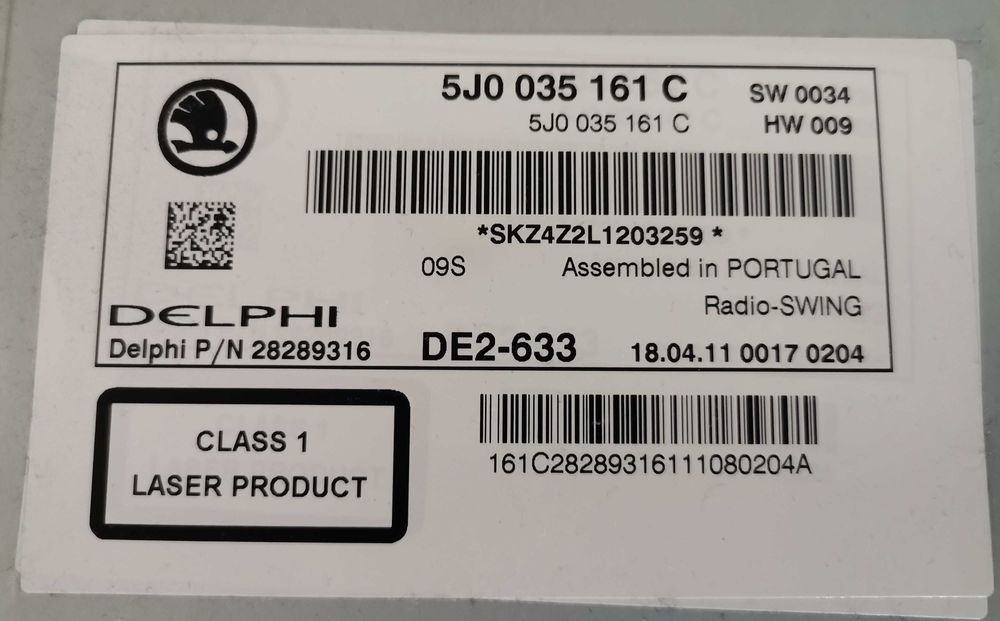 5J0 035 161 C
SW 0034
5J0 035 161 C
HW 009
*SKZ4Z2L1203259 *
09S
Assembled in PORTUGAL
Radio-SWING
DELPHI
Delphi P/N 28289316
DE2-633
18.04.11 0017 0204
CLASS 1
LASER PRODUCT
161C28289316111080204A